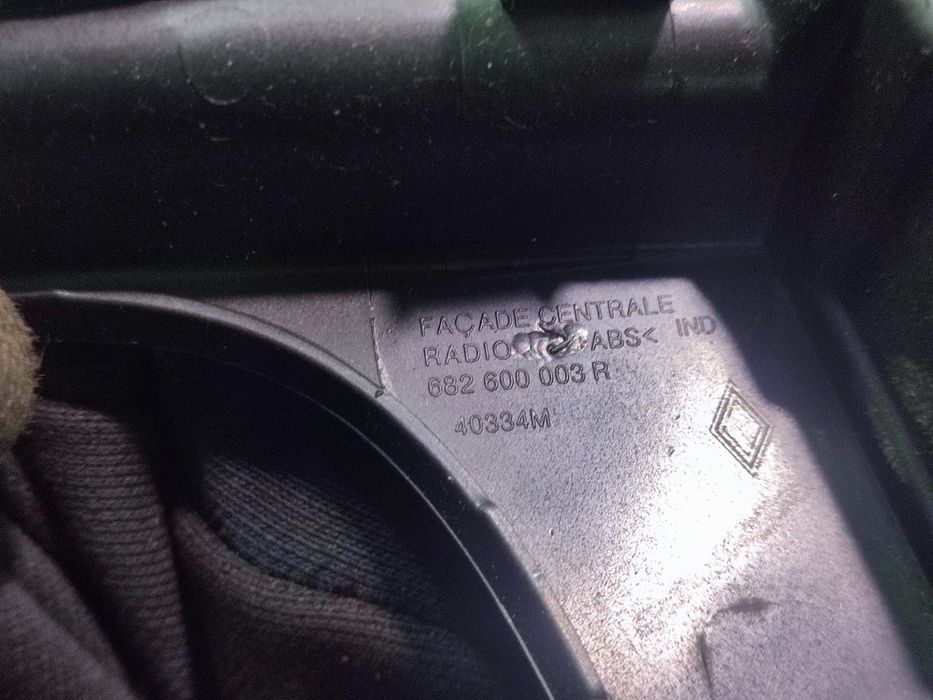 FAÇADE CENTRALE
RADIO ABS< IND
682 600 003 R
40334M